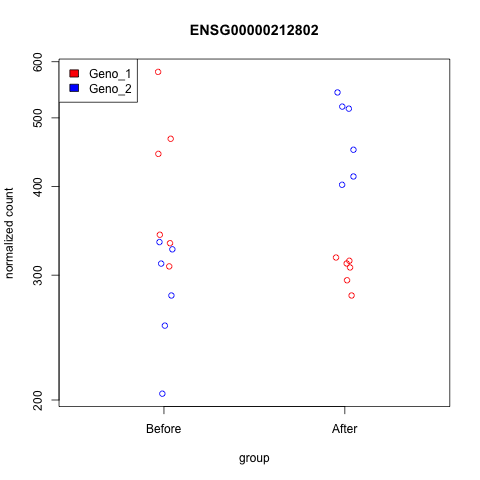 ENSG00000212802
Geno_1
Geno_2
600
500
400
300
200
normalized count
Before
After
group